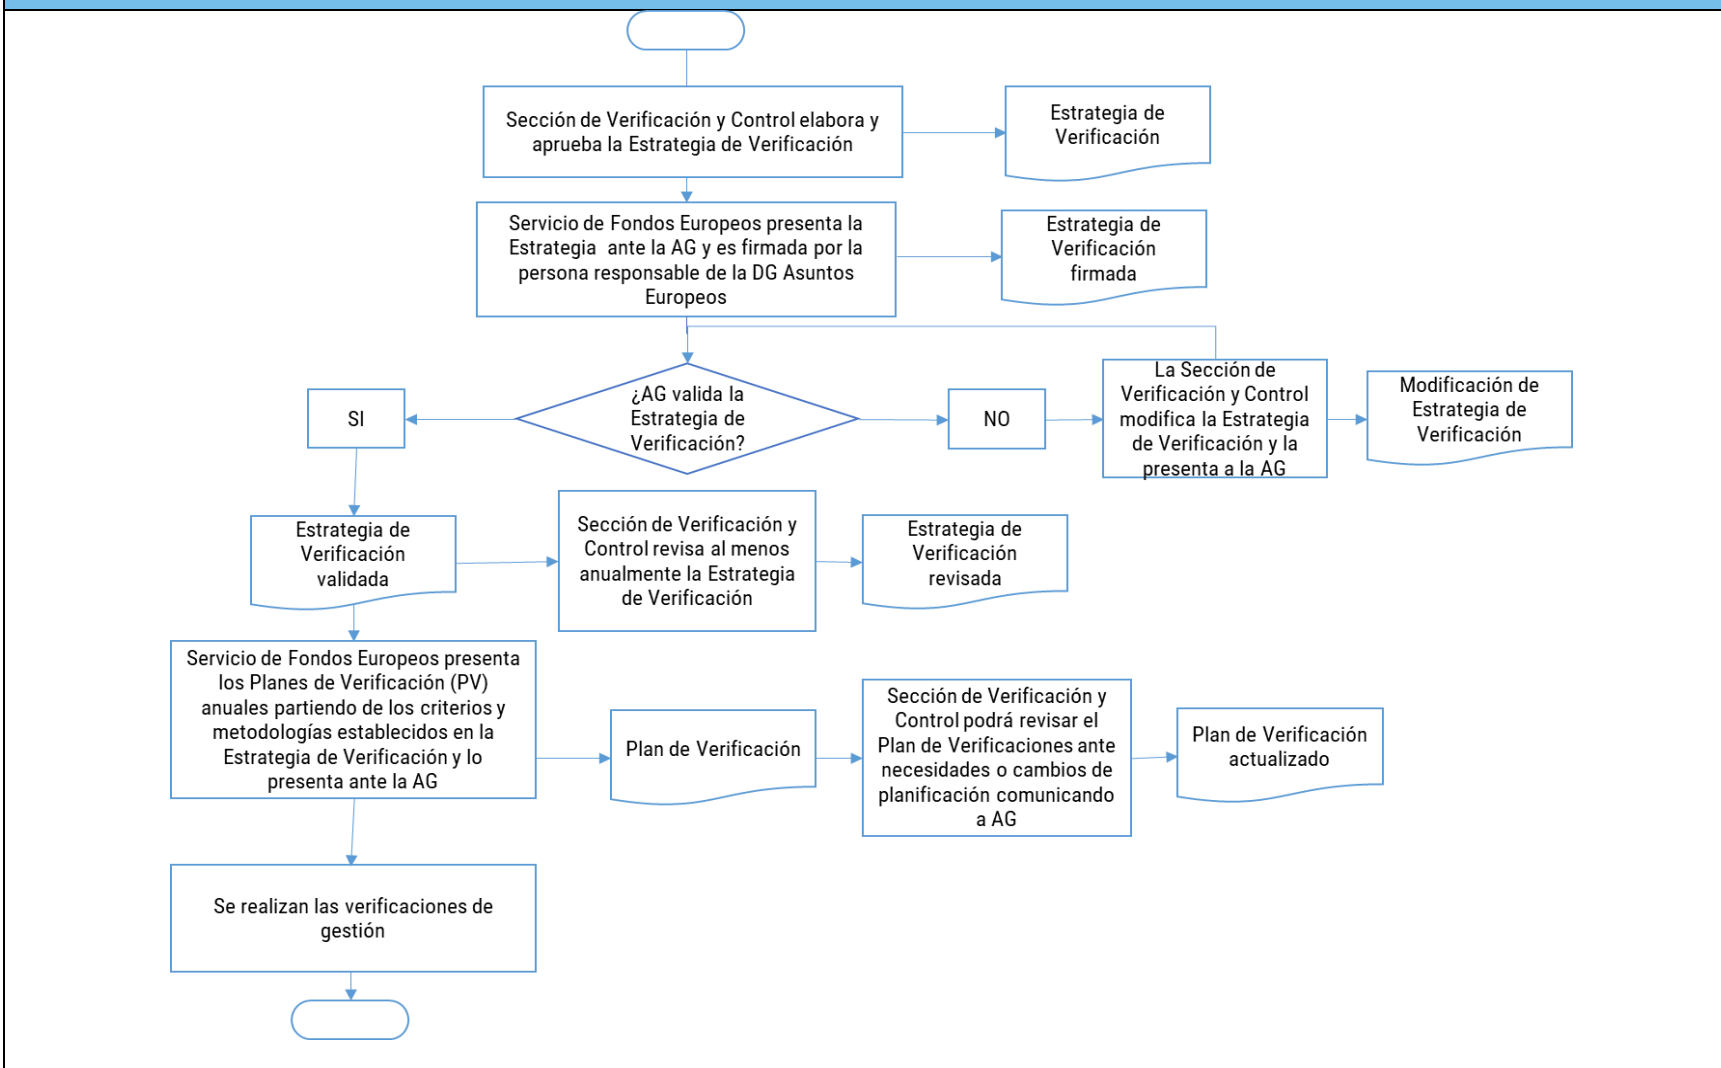 Sección de Verificación y Control elabora y
aprueba la Estrategia de Verificación
Estrategia de
Verificación
Servicio de Fondos Europeos presenta la
Estrategia  ante la AG y es firmada por la
persona responsable de la DG Asuntos
Europeos
Estrategia de
Verificación
firmada
¿AG valida la
Estrategia de
Verificación?
SI
NO
La Sección de
Verificación y Control
modifica la Estrategia
de Verificación y la
presenta a la AG
Modificación de
Estrategia de
Verificación
Estrategia de
Verificación
validada
Sección de Verificación y
Control revisa al menos
anualmente la Estrategia
de Verificación
Estrategia de
Verificación
revisada
Servicio de Fondos Europeos presenta
los Planes de Verificación (PV)
anuales partiendo de los criterios y
metodologías establecidos en la
Estrategia de Verificación y lo
presenta ante la AG
Plan de Verificación
Sección de Verificación y
Control podrá revisar el
Plan de Verificaciones ante
necesidades o cambios de
planificación comunicando
a AG
Plan de Verificación
actualizado
Se realizan las verificaciones de
gestión